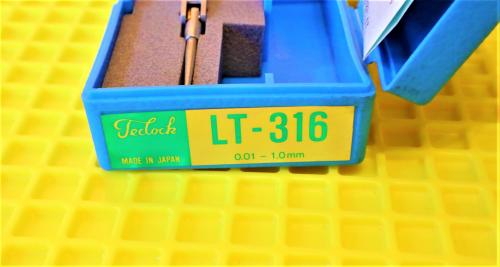 Teclock
MADE IN JAPAN
LT-316
0.01 - 1.0mm